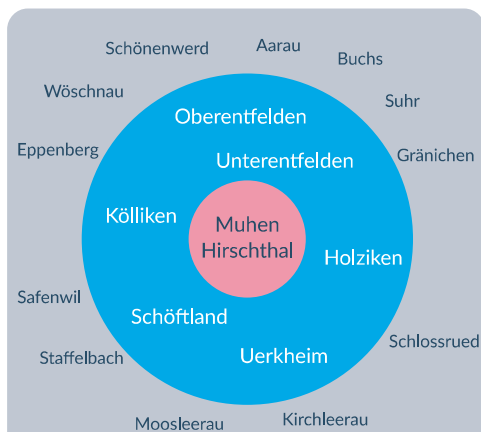 Schönenwerd
Aarau
Buchs
Wöschnau
Suhr
Oberentfelden
Eppenberg
Unterentfelden
Gränichen
Kölliken
Muhen
Hirschthal
Holziken
Safenwil
Schöftland
Schlossrued
Staffelbach
Uerkheim
Moosleerau
Kirchleerau